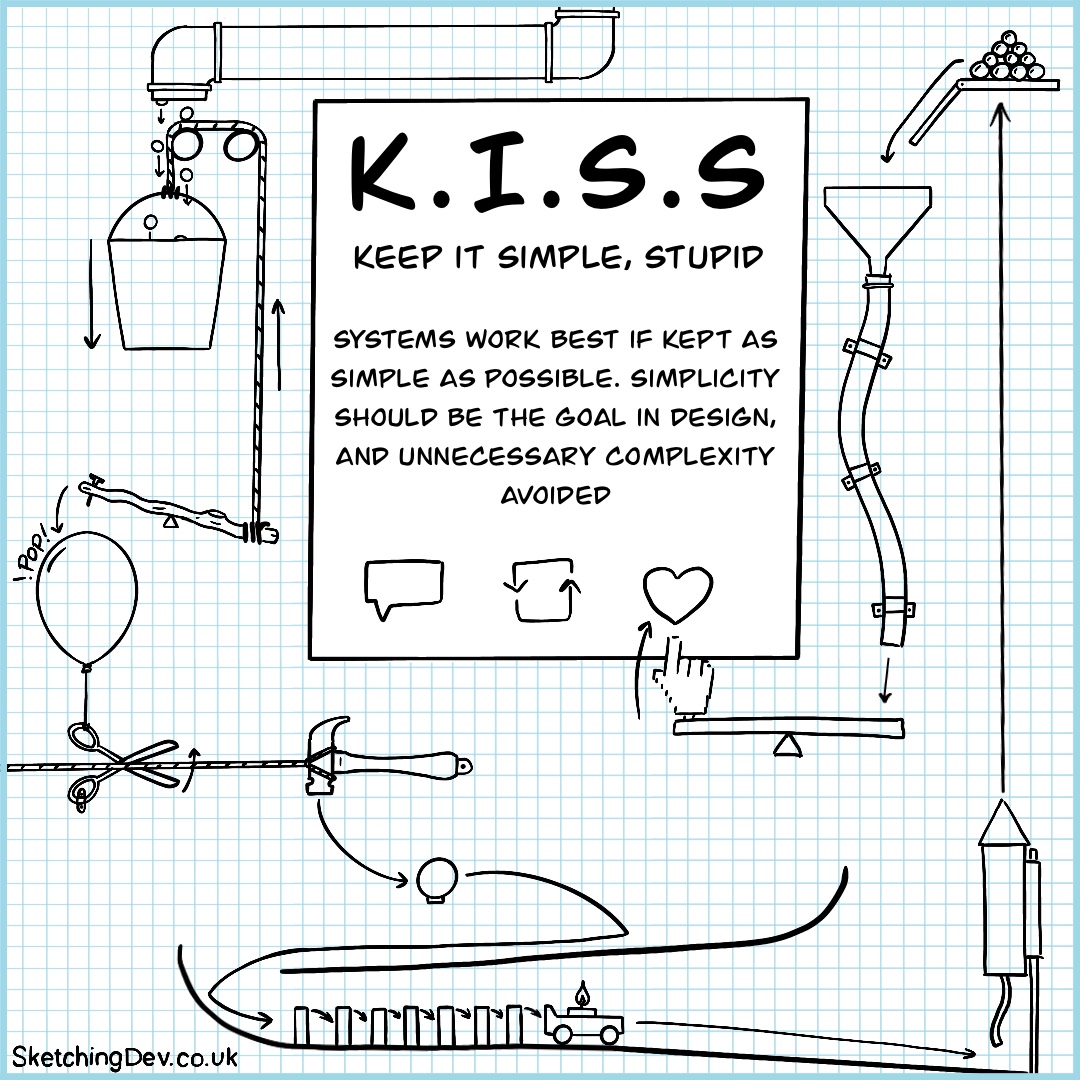 K.I.S.S
KEEP IT SIMPLE, STUPID
SYSTEMS WORK BEST IF KEPT AS
SIMPLE AS POSSIBLE. SIMPLICITY
SHOULD BE THE GOAL IN DESIGN,
AND UNNECESSARY COMPLEXITY
AVOIDED
!POP!
SketchingDev.co.uk